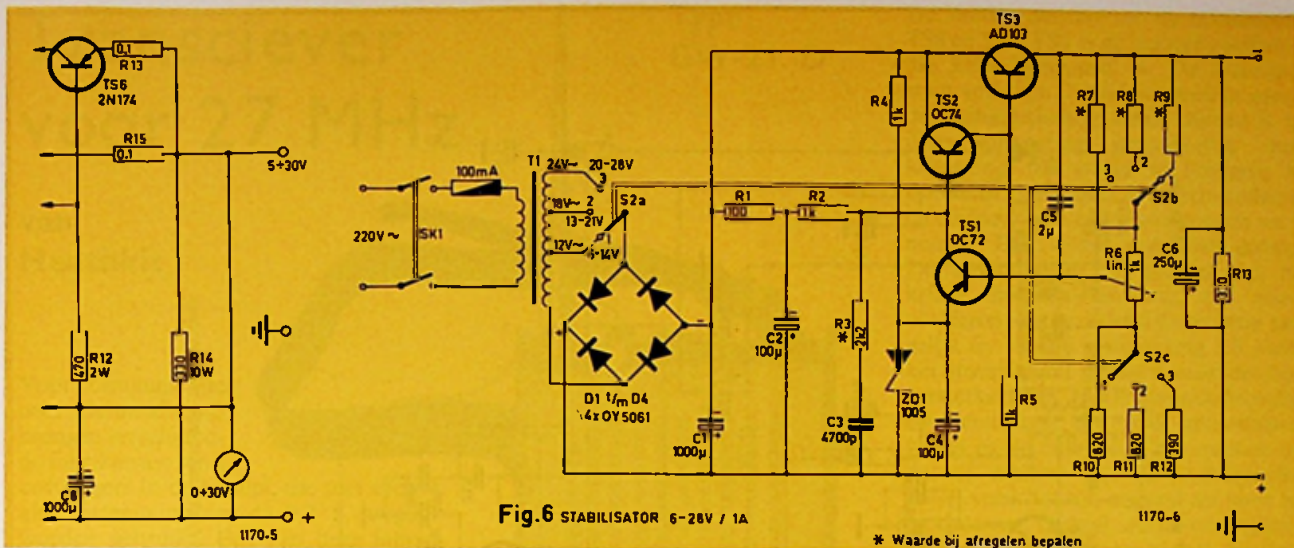 0.1
R13
TS6
2N174
R15
0.1
5÷30V
R12
470
2W
R14
10W
C8
1000µ
0÷30V
+
1170-5
220V ~
SK1
100mA
T1
24V~
18V~
12V~
20-28V
3
2
13-21V
1
S2a
D1 t/m D4
4x OY5061
C1
1000µ
R1
100
R2
1k
C2
100µ
R3
*
2k2
C3
4700p
R4
1k
TS2
OC74
TS3
AD103
TS1
OC72
ZD1
1005
C4
100µ
R5
1k
C5
2µ
R7
*
R8
*
R9
*
3
2
1
S2b
R6
lin.
1k
C6
250µ
R13
S2c
1
2
3
R10
820
R11
820
R12
390
-
+
Fig.6 STABILISATOR 6-28V / 1A
1170-6
* Waarde bij afregelen bepalen